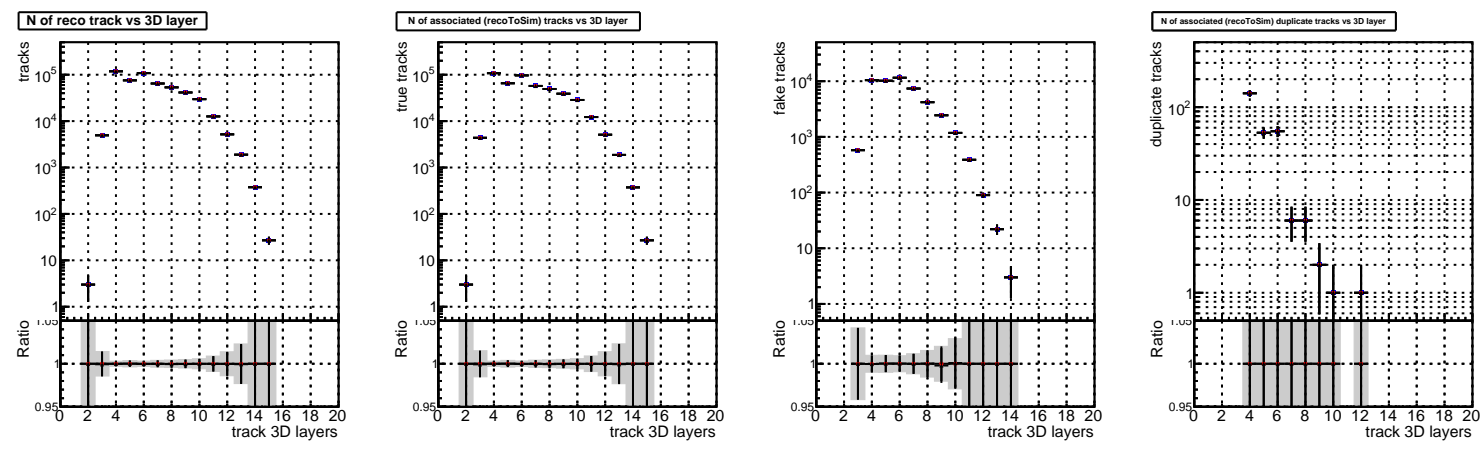 N of reco track vs 3D layer
tracks
10^5
10^4
10^3
10^2
10
1
Ratio
1.05
1
0.95
0 2 4 6 8 10 12 14 16 18 20
track 3D layers
N of associated (recoToSim) tracks vs 3D layer
true tracks
10^5
10^4
10^3
10^2
10
1
Ratio
1.05
1
0.95
0 2 4 6 8 10 12 14 16 18 20
track 3D layers
fake tracks
10^4
10^3
10^2
10
1
Ratio
1.05
1
0.95
0 2 4 6 8 10 12 14 16 18 20
track 3D layers
N of associated (recoToSim) duplicate tracks vs 3D layer
duplicate tracks
10^2
10
1
Ratio
1.05
1
0.95
0 2 4 6 8 10 12 14 16 18 20
track 3D layers